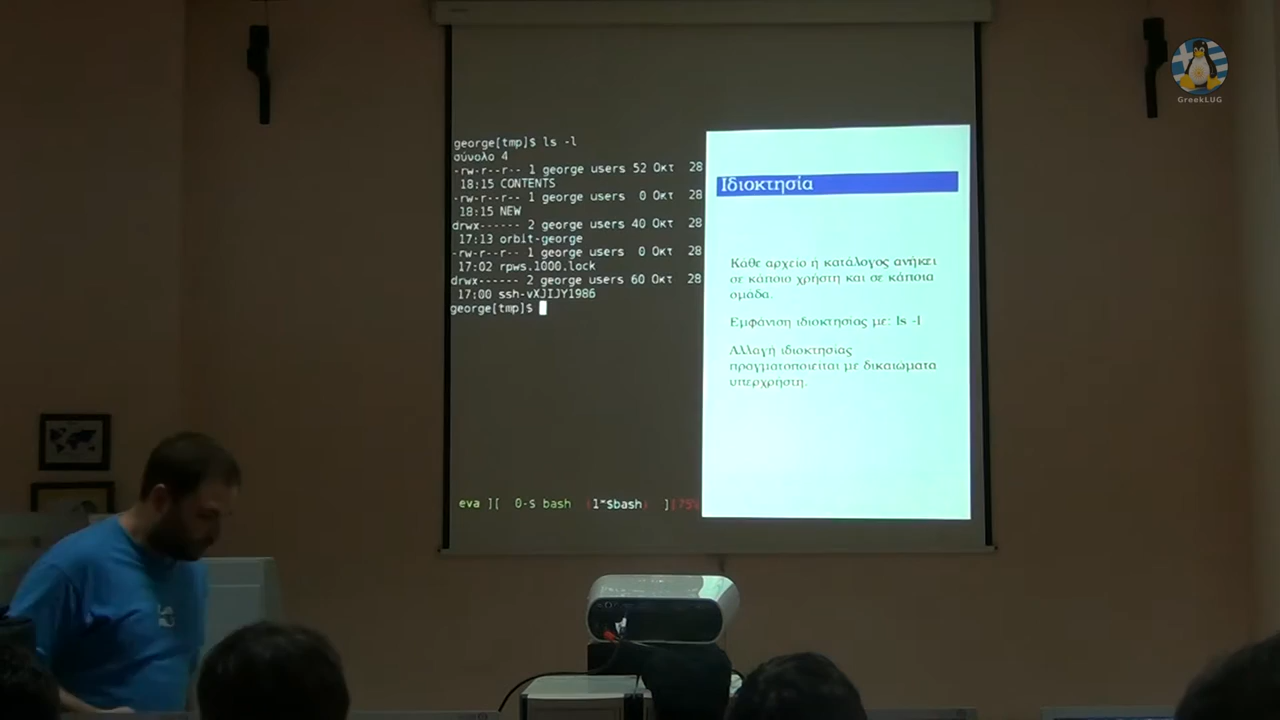 GreekLUG
george[tmp]$ ls -l
σύνολο 4
-rw-r--r-- 1 george users 52 Οκτ 28
18:15 CONTENTS
-rw-r--r-- 1 george users 0 Οκτ 28
18:15 NEW
drwx------ 2 george users 40 Οκτ 28
17:13 orbit-george
-rw-r--r-- 1 george users 0 Οκτ 28
17:02 rpws.1000.lock
drwx------ 2 george users 60 Οκτ 28
17:00 ssh-vXJIJY1986
george[tmp]$
eva ][ 0-$ bash (1*$bash) ][75%
Ιδιοκτησία
Κάθε αρχείο ή κατάλογος ανήκει
σε κάποιο χρήστη και σε κάποια
ομάδα.
Εμφάνιση ιδιοκτησίας με: ls -l
Αλλαγή ιδιοκτησίας
πραγματοποιείται με δικαιώματα
υπερχρήστη.